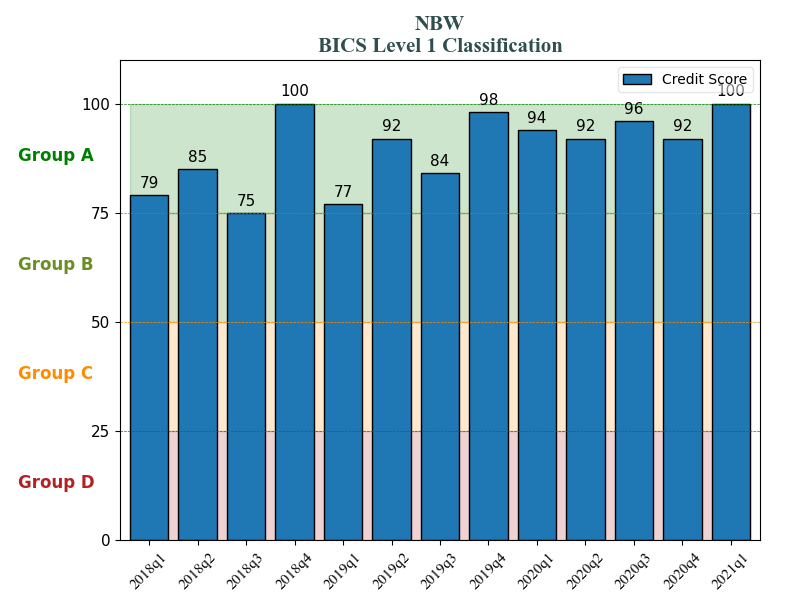 NBW
BICS Level 1 Classification
Credit Score
100
75
50
25
0
Group A
Group B
Group C
Group D
79
85
75
100
77
92
84
98
94
92
96
92
100
2018q1
2018q2
2018q3
2018q4
2019q1
2019q2
2019q3
2019q4
2020q1
2020q2
2020q3
2020q4
2021q1